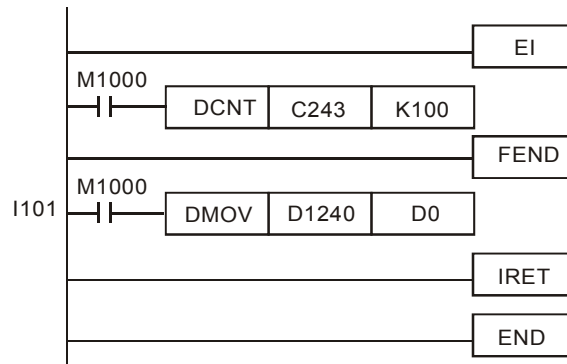 EI
M1000
DCNT C243 K100
FEND
M1000
I101 DMOV D1240 D0
IRET
END